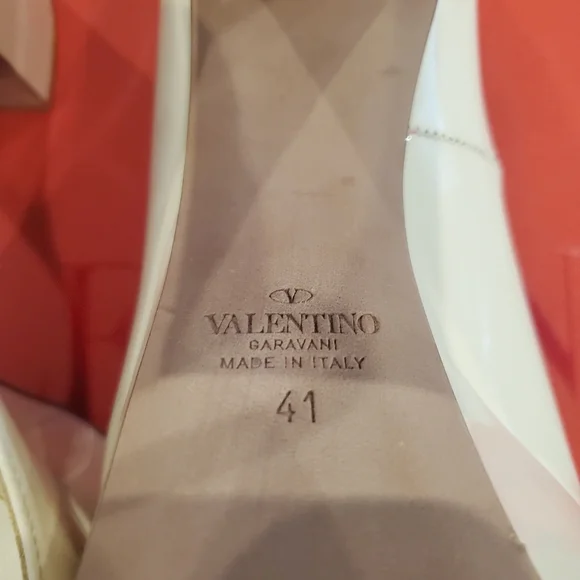 V
VALENTINO
GARAVANI
MADE IN ITALY
41